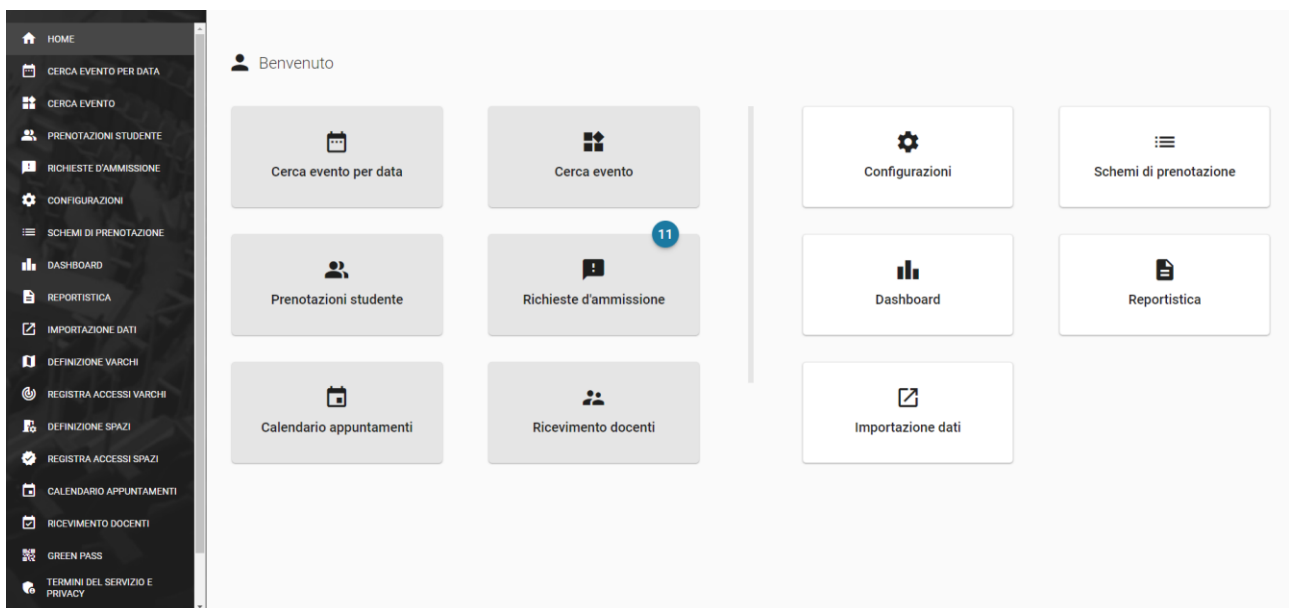 HOME
CERCA EVENTO PER DATA
CERCA EVENTO
PRENOTAZIONI STUDENTE
RICHIESTE D'AMMISSIONE
CONFIGURAZIONI
SCHEMI DI PRENOTAZIONE
DASHBOARD
REPORTISTICA
IMPORTAZIONE DATI
DEFINIZIONE VARCHI
REGISTRA ACCESSI VARCHI
DEFINIZIONE SPAZI
REGISTRA ACCESSI SPAZI
CALENDARIO APPUNTAMENTI
RICEVIMENTO DOCENTI
GREEN PASS
TERMINI DEL SERVIZIO E
PRIVACY
Benvenuto
Cerca evento per data
Cerca evento
Configurazioni
Schemi di prenotazione
11
Prenotazioni studente
Richieste d'ammissione
Dashboard
Reportistica
Calendario appuntamenti
Ricevimento docenti
Importazione dati